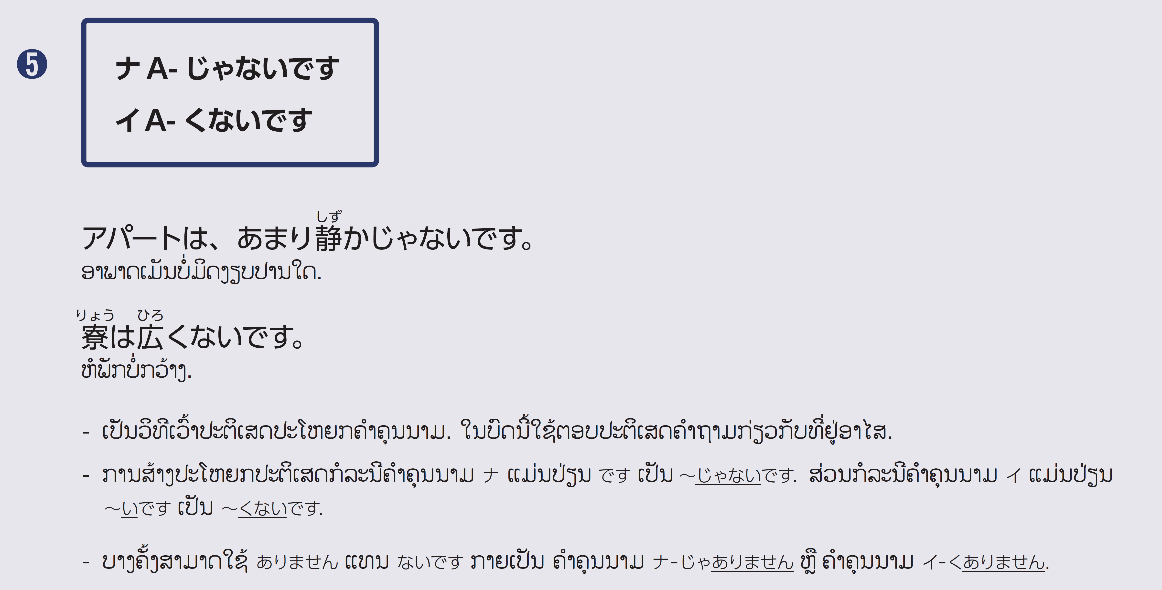 5
ナ A- じゃないです
イ A- くないです
しず
アパートは、あまり静かじゃないです。
ອາພາດເມັນບໍ່ມິດງຽບປານໃດ.
りょう ひろ
寮は広くないです。
ຫໍພັກບໍ່ກວ້າງ.
- ເປັນວິທີເວົ້າປະຕິເສດປະໂຫຍກຄຳຄຸນນາມ. ໃນບົດນີ້ໃຊ້ຕອບປະຕິເສດຄຳຖາມກ່ຽວກັບທີ່ຢູ່ອາໄສ.
- ການສ້າງປະໂຫຍກປະຕິເສດກໍລະນີຄຳຄຸນນາມ ナ ແມ່ນປ່ຽນ です ເປັນ ～じゃないです. ສ່ວນກໍລະນີຄຳຄຸນນາມ イ ແມ່ນປ່ຽນ
～いです ເປັນ ～くないです.
- ບາງຄັ້ງສາມາດໃຊ້ ありません ແທນ ないです ກາຍເປັນ ຄຳຄຸນນາມ ナ-じゃありません ຫຼື ຄຳຄຸນນາມ イ-くありません.